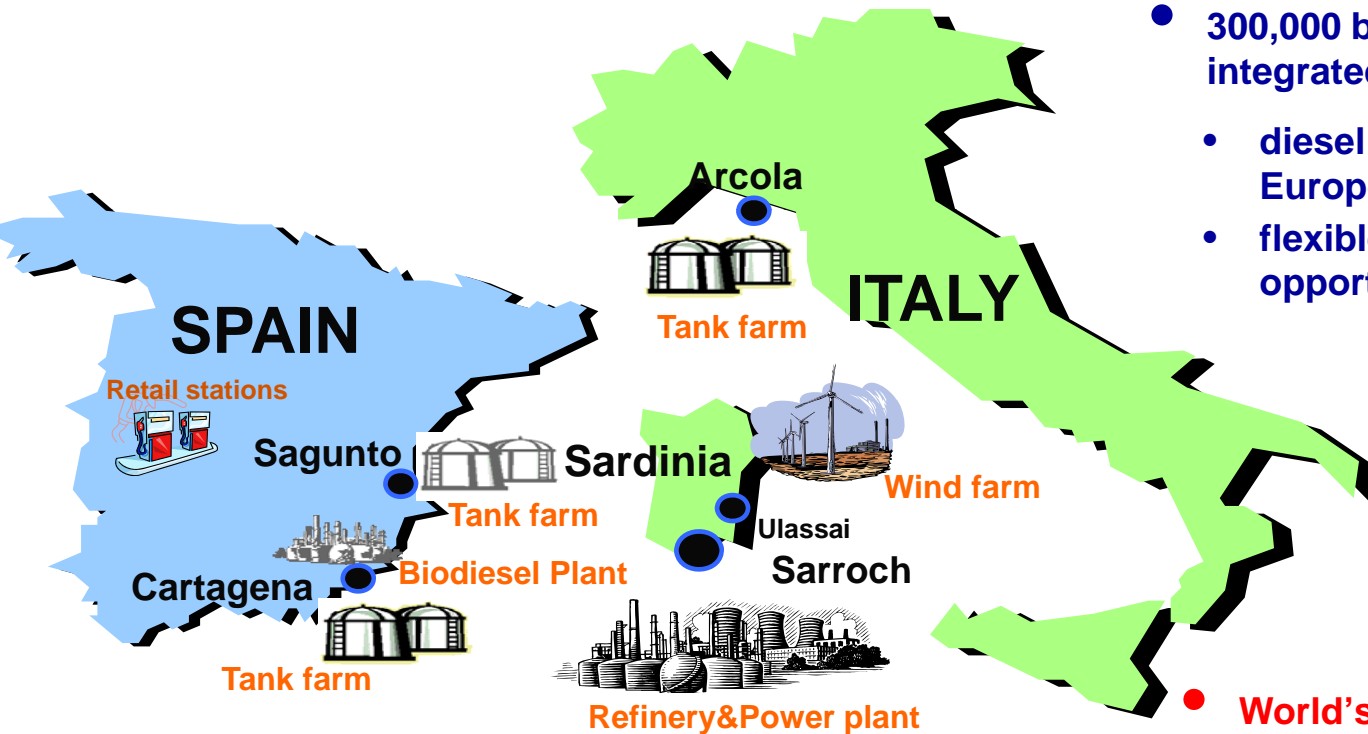 300,000 b
integrated
diesel
Europ
flexibl
opport
Arcola
ITALY
Tank farm
SPAIN
Retail stations
Sagunto
Sardinia
Wind farm
Tank farm
Ulassai
Sarroch
Biodiesel Plant
Cartagena
Tank farm
Refinery&Power plant
World's